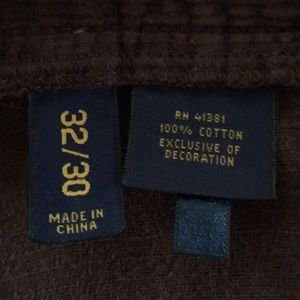 32/30
MADE IN
CHINA
RN 41381
100% COTTON
EXCLUSIVE OF
DECORATION